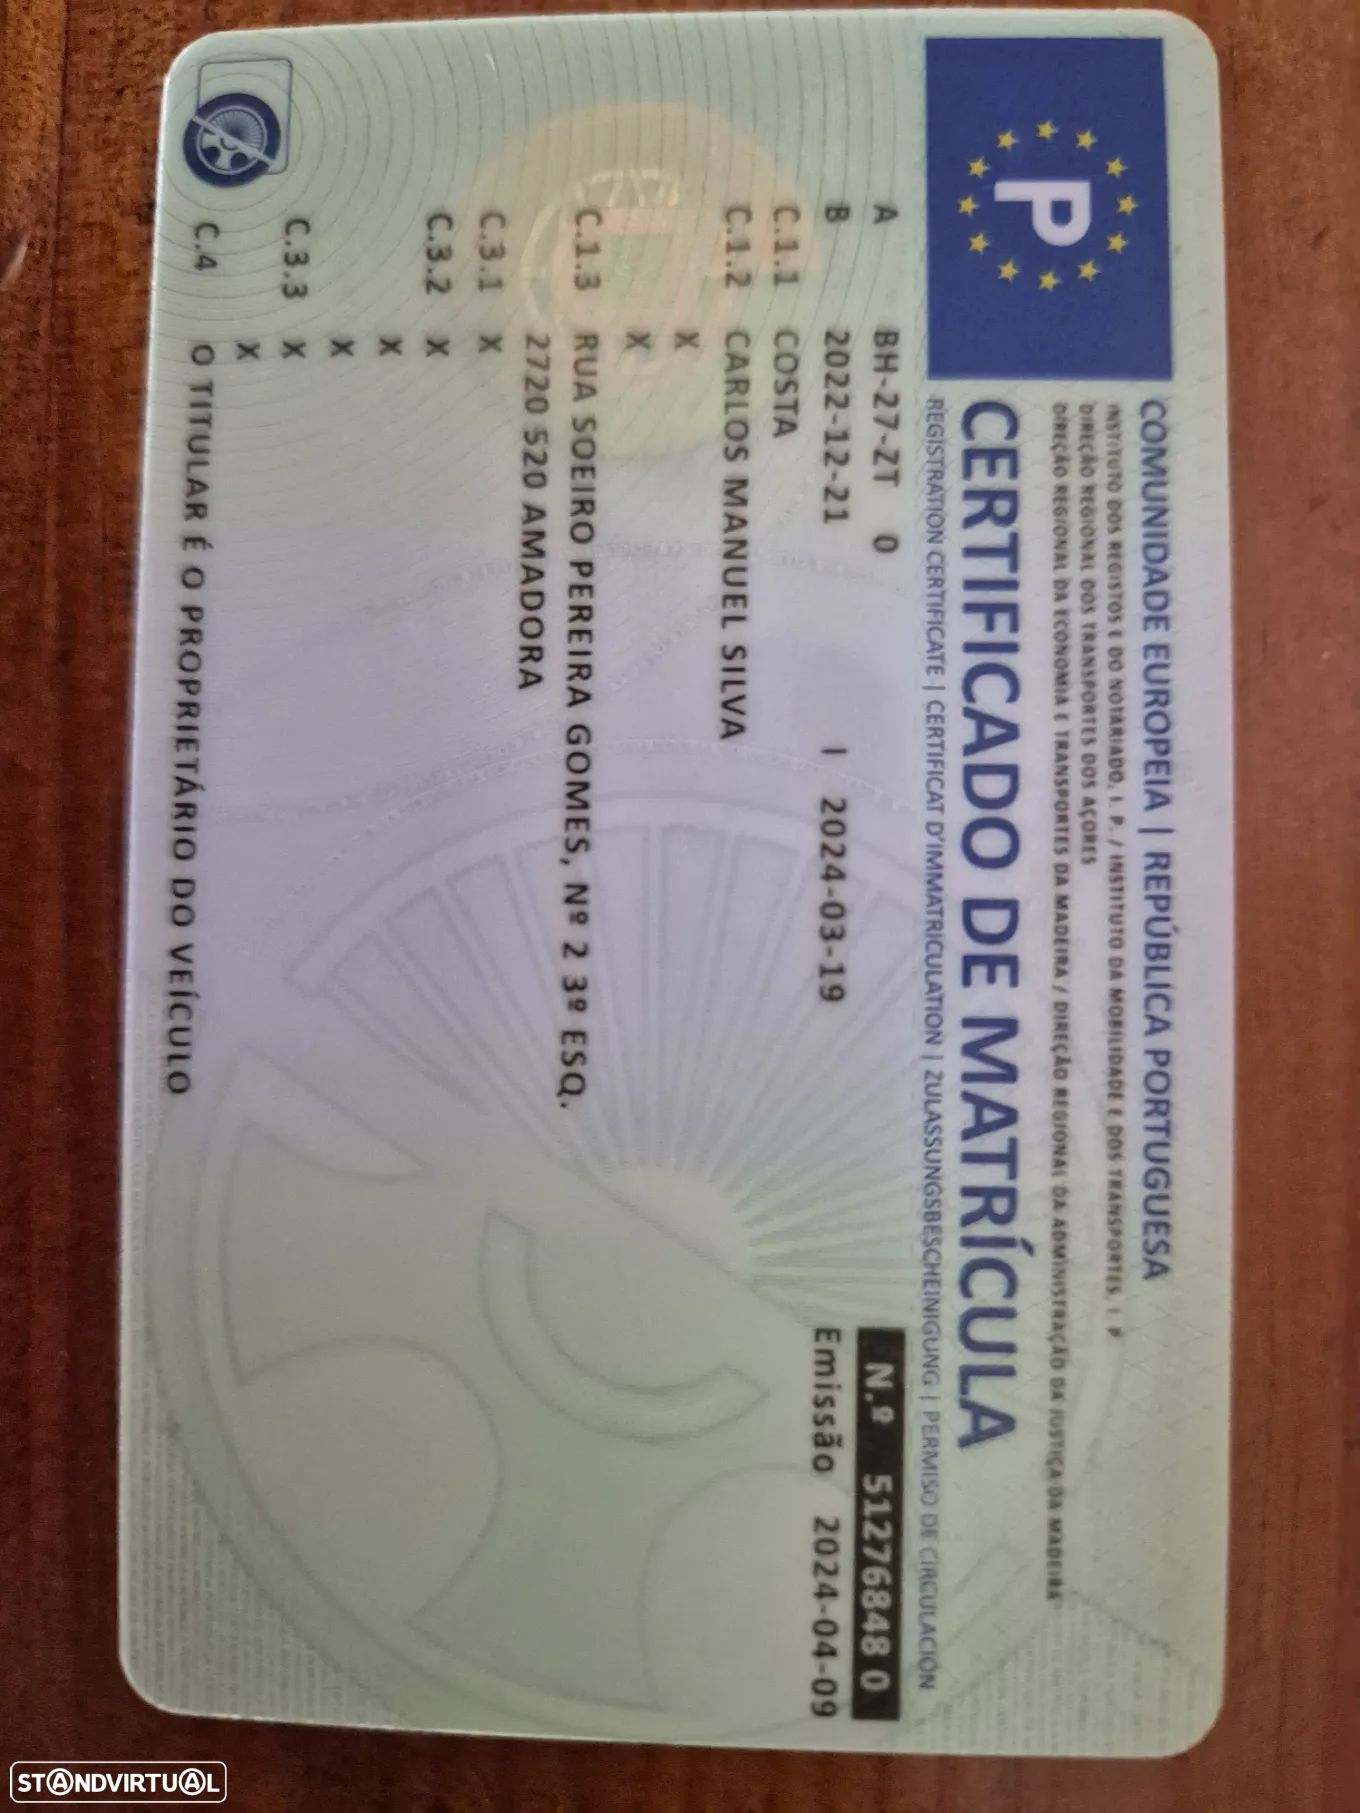 P
COMUNIDADE EUROPEIA | REPÚBLICA PORTUGUESA
INSTITUTO DOS REGISTOS E DO NOTARIADO, I. P. / INSTITUTO DA MOBILIDADE E DOS TRANSPORTES, I. P
DIREÇÃO REGIONAL DOS TRANSPORTES DOS AÇORES
DIREÇÃO REGIONAL DA ECONOMIA E TRANSPORTES DA MADEIRA / DIREÇÃO REGIONAL DA ADMINISTRAÇÃO DA JUSTIÇA DA MADEIRA
CERTIFICADO DE MATRÍCULA
REGISTRATION CERTIFICATE | CERTIFICAT D'IMMATRICULATION | ZULASSUNGSBESCHEINIGUNG | PERMISO DE CIRCULACIÓN
A BH-27-ZT 0 N.º 51276848 0
B 2022-12-21 I 2024-03-19 Emissão 2024-04-09
C.1.1 COSTA
C.1.2 CARLOS MANUEL SILVA
X
X
C.1.3 RUA SOEIRO PEREIRA GOMES, Nº 2 3º ESQ.
2720 520 AMADORA
C.3.1 X
C.3.2 X
X
X
C.3.3 X
X
C.4 O TITULAR É O PROPRIETÁRIO DO VEÍCULO
STANDVIRTUAL